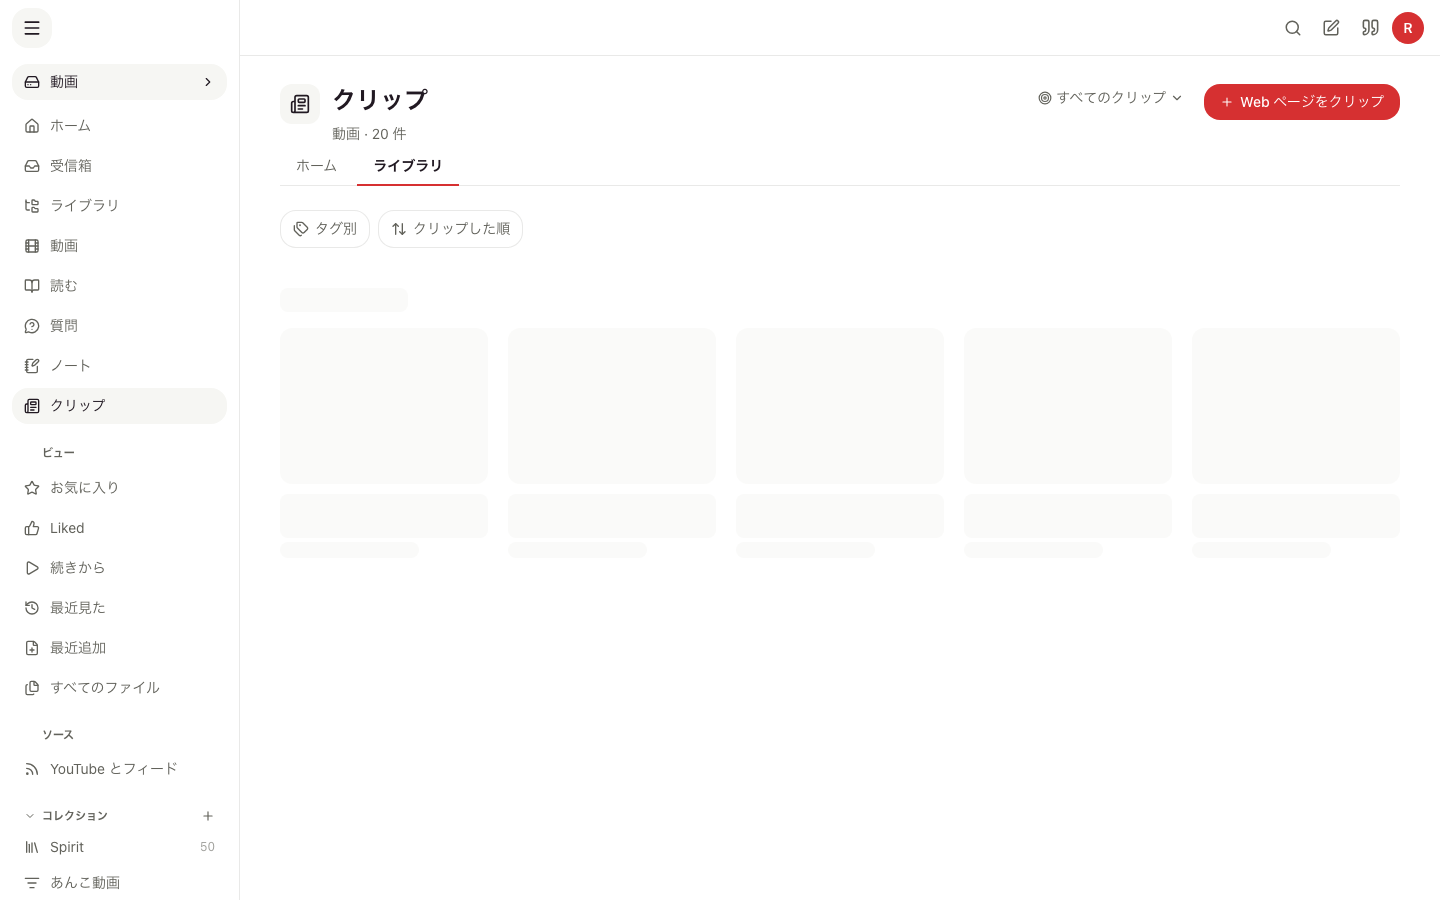 R
動画
ホーム
受信箱
ライブラリ
動画
読む
質問
ノート
クリップ
ビュー
お気に入り
Liked
続きから
最近見た
最近追加
すべてのファイル
ソース
YouTube とフィード
コレクション
Spirit 50
あんこ動画
クリップ
動画 · 20 件
すべてのクリップ
Web ページをクリップ
ホーム ライブラリ
タグ別 クリップした順